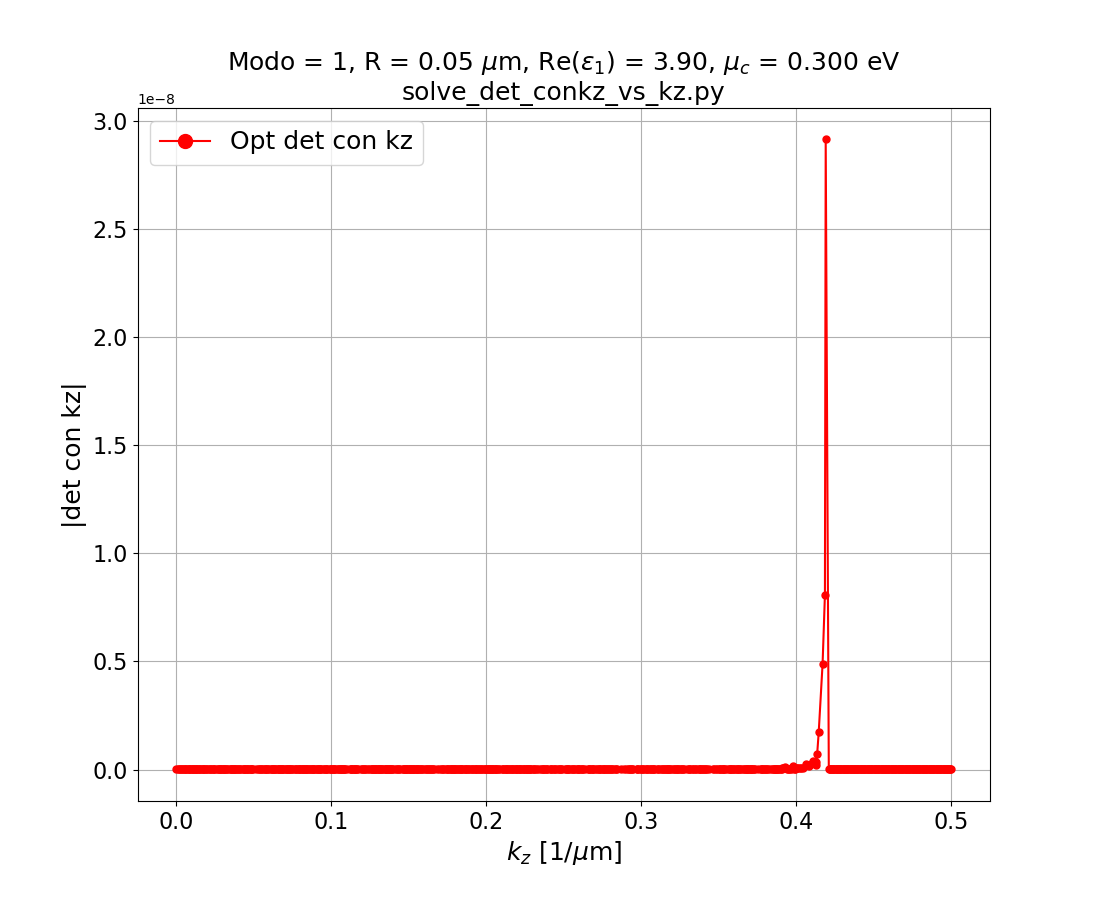 Modo = 1, R = 0.05 μm, Re(ε₁) = 3.90, μ_c = 0.300 eV
solve_det_conkz_vs_kz.py
1e−8
Opt det con kz
3.0
2.5
2.0
1.5
1.0
0.5
0.0
|det con kz|
0.0 0.1 0.2 0.3 0.4 0.5
k_z [1/μm]